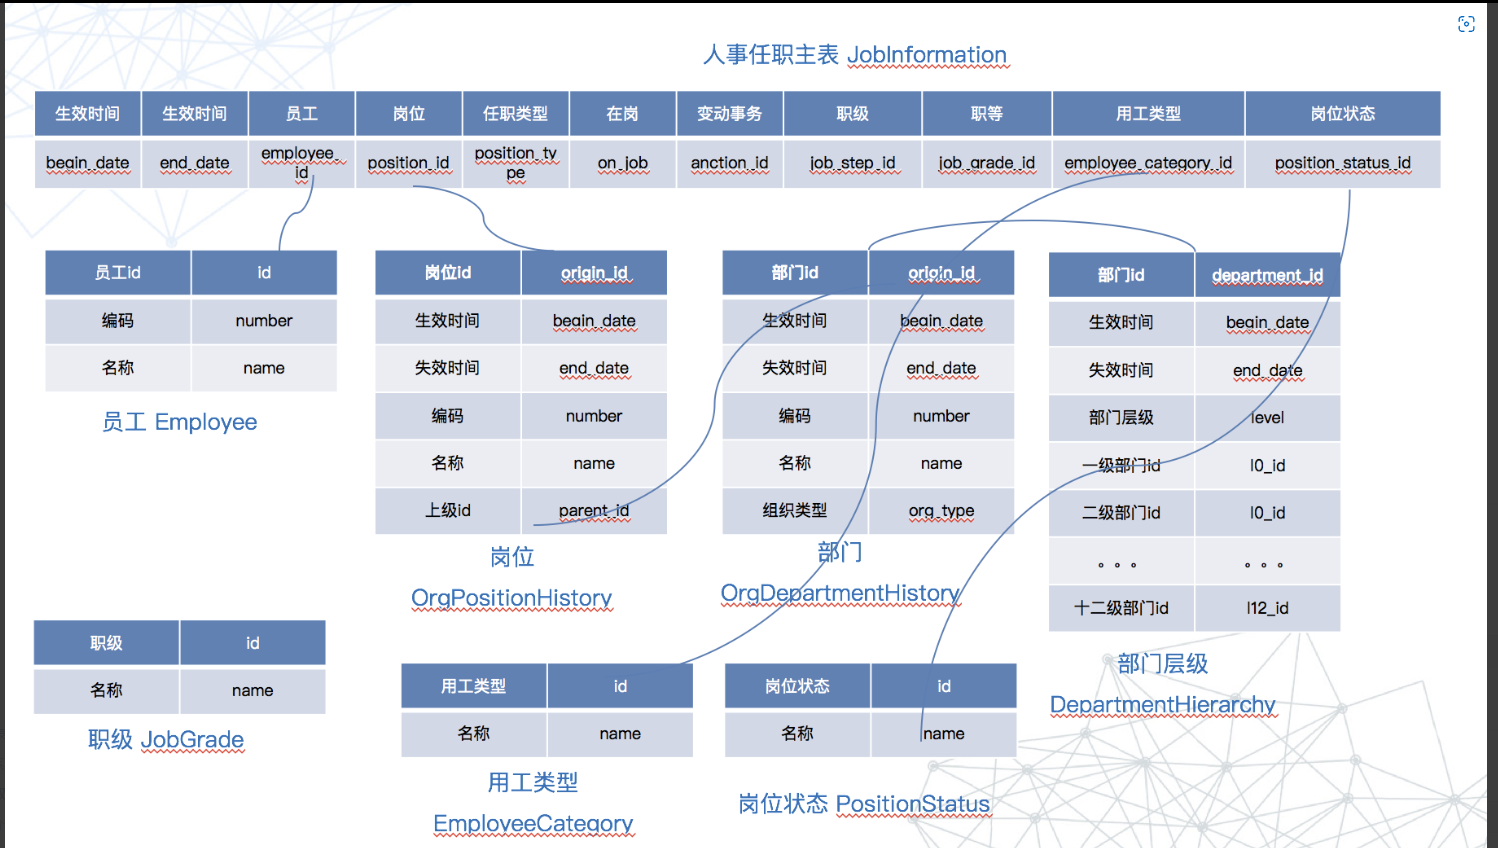 人事任职主表 JobInformation
生效时间 生效时间 员工 岗位 任职类型 在岗 变动事务 职级 职等 用工类型 岗位状态
begin_date end_date employee_id position_id position_type on_job anction_id job_step_id job_grade_id employee_category_id position_status_id
员工id id
编码 number
名称 name
员工 Employee
岗位id origin_id
生效时间 begin_date
失效时间 end_date
编码 number
名称 name
上级id parent_id
岗位
OrgPositionHistory
部门id origin_id
生效时间 begin_date
失效时间 end_date
编码 number
名称 name
组织类型 org_type
部门
OrgDepartmentHistory
部门id department_id
生效时间 begin_date
失效时间 end_date
部门层级 level
一级部门id l0_id
二级部门id l0_id
。。。 。。。
十二级部门id l12_id
部门层级
DepartmentHierarchy
职级 id
名称 name
职级 JobGrade
用工类型 id
名称 name
用工类型
EmployeeCategory
岗位状态 id
名称 name
岗位状态 PositionStatus